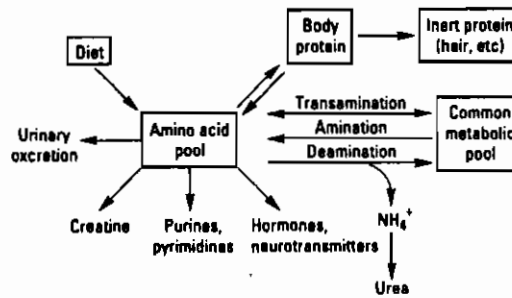 Body
protein
Inert protein
(hair, etc)
Diet
Transamination
Amination
Deamination
Common
metabolic
pool
Urinary
oxcretion
Amino acid
pool
Creatine
Purines,
pyrimidines
Hormones,
neurotransmitters
NH₄⁺
Urea